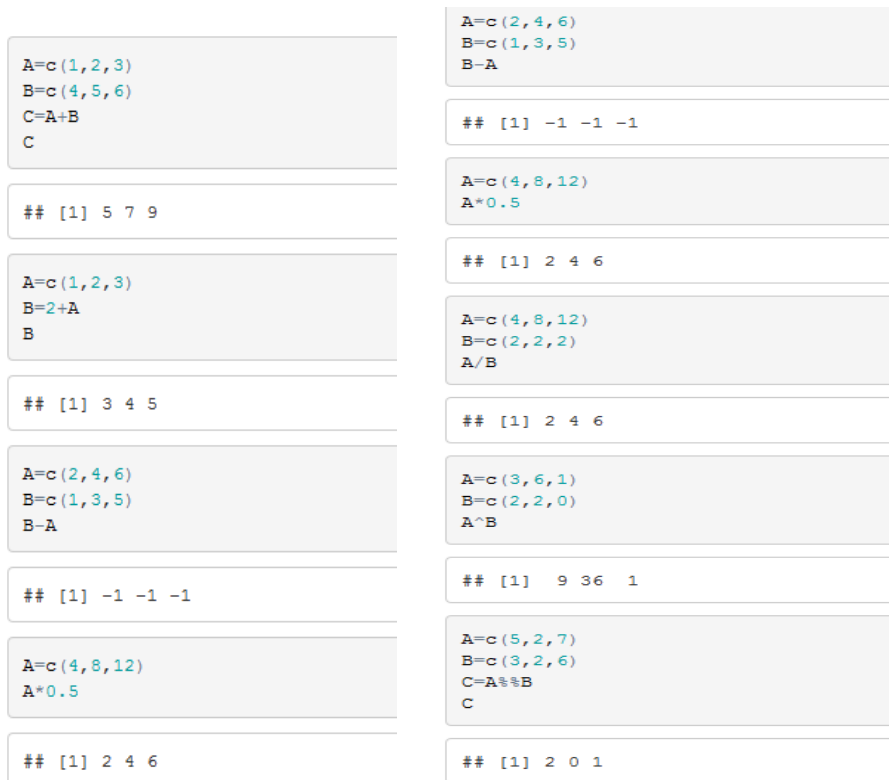 A=c(1,2,3)
B=c(4,5,6)
C=A+B
C
## [1] 5 7 9
A=c(1,2,3)
B=2+A
B
## [1] 3 4 5
A=c(2,4,6)
B=c(1,3,5)
B-A
## [1] -1 -1 -1
A=c(4,8,12)
A*0.5
## [1] 2 4 6
A=c(2,4,6)
B=c(1,3,5)
B-A
## [1] -1 -1 -1
A=c(4,8,12)
A*0.5
## [1] 2 4 6
A=c(4,8,12)
B=c(2,2,2)
A/B
## [1] 2 4 6
A=c(3,6,1)
B=c(2,2,0)
A^B
## [1]  9 36  1
A=c(5,2,7)
B=c(3,2,6)
C=A%%B
C
## [1] 2 0 1